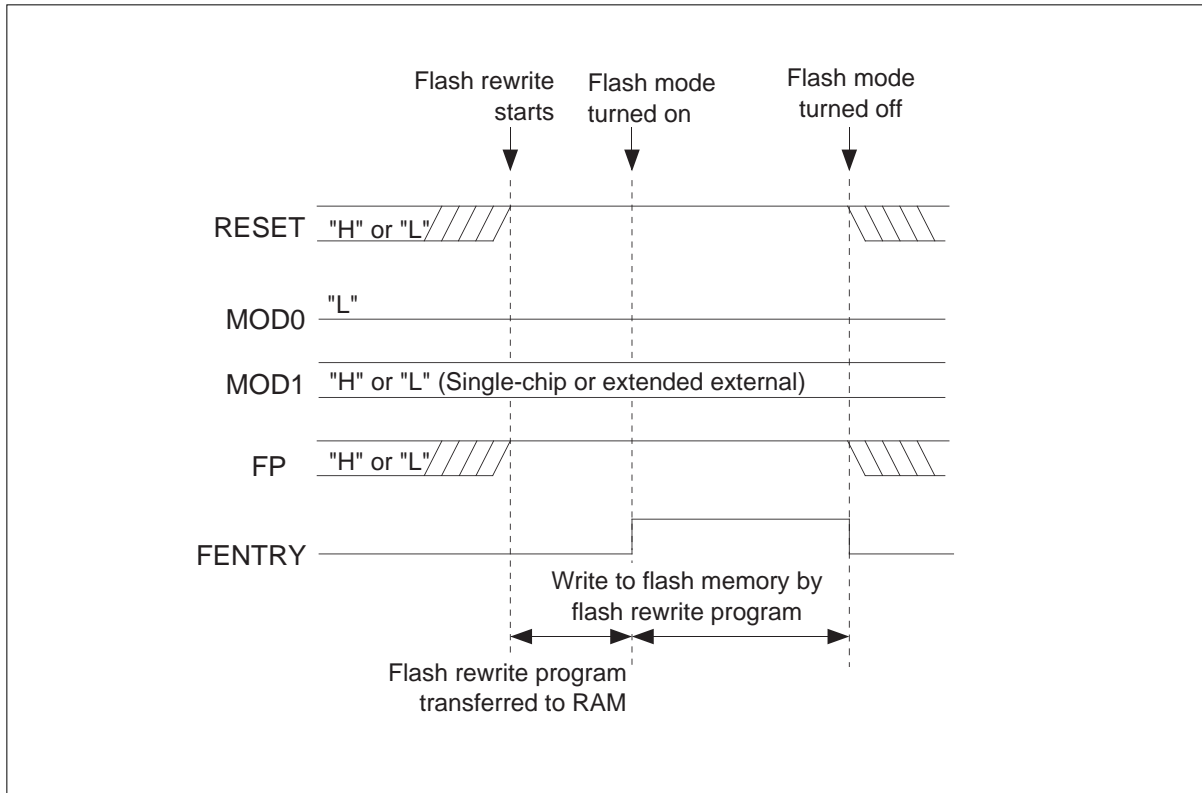 Flash rewrite
starts
Flash mode
turned on
Flash mode
turned off
RESET "H" or "L"
MOD0 "L"
MOD1 "H" or "L" (Single-chip or extended external)
FP "H" or "L"
FENTRY
Write to flash memory by
flash rewrite program
Flash rewrite program
transferred to RAM